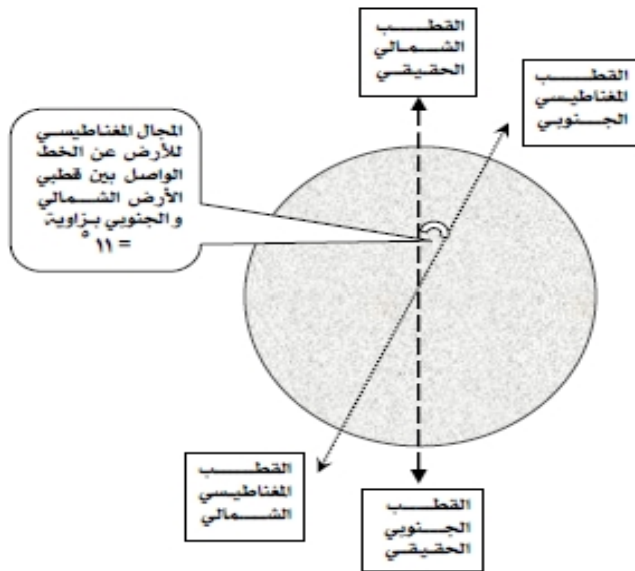 القطب
الشمالي
الحقيقي
القطب
المغناطيسي
الجنوبي
المجال المغناطيسي
للأرض عن الخط
الواصل بين قطبي
الأرض الشمالي
والجنوبي بزاوية
= ١١ °
القطب
المغناطيسي
الشمالي
القطب
الجنوبي
الحقيقي